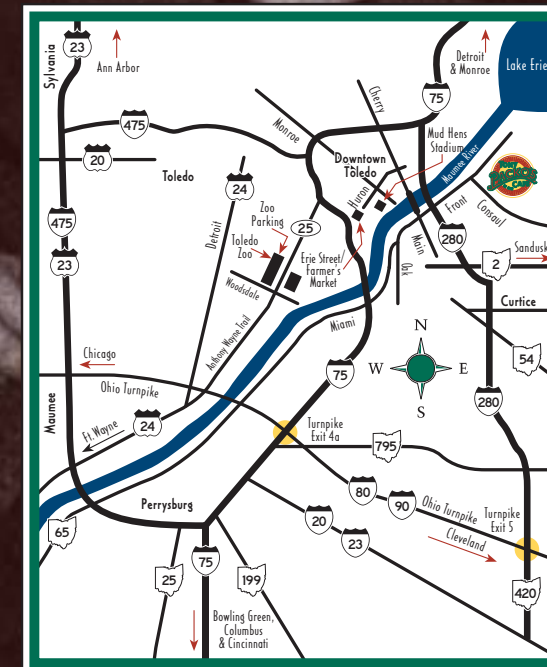 Sylvania
23
Ann Arbor
Detroit
& Monroe
Lake Erie
75
Cherry
475
Monroe
Mud Hens
Stadium
Maumee River
TONY
PACKO'S
CAFE
20
Toledo
24
Downtown
Toledo
Huron
Front
Consaul
Zoo
Parking
25
Detroit
Toledo
Zoo
Erie Street/
Farmer's
Market
Main
280
475
23
Oak
2
Sandusk
Woodsdale
Anthony Wayne Trail
Miami
Curtice
N
W
E
S
54
Chicago
Ohio Turnpike
75
280
Maumee
Ft. Wayne
24
Turnpike
Exit 4a
795
80
90
Ohio Turnpike
Turnpike
Exit 5
Cleveland
Perrysburg
65
20
23
25
75
199
420
Bowling Green,
Columbus
& Cincinnati